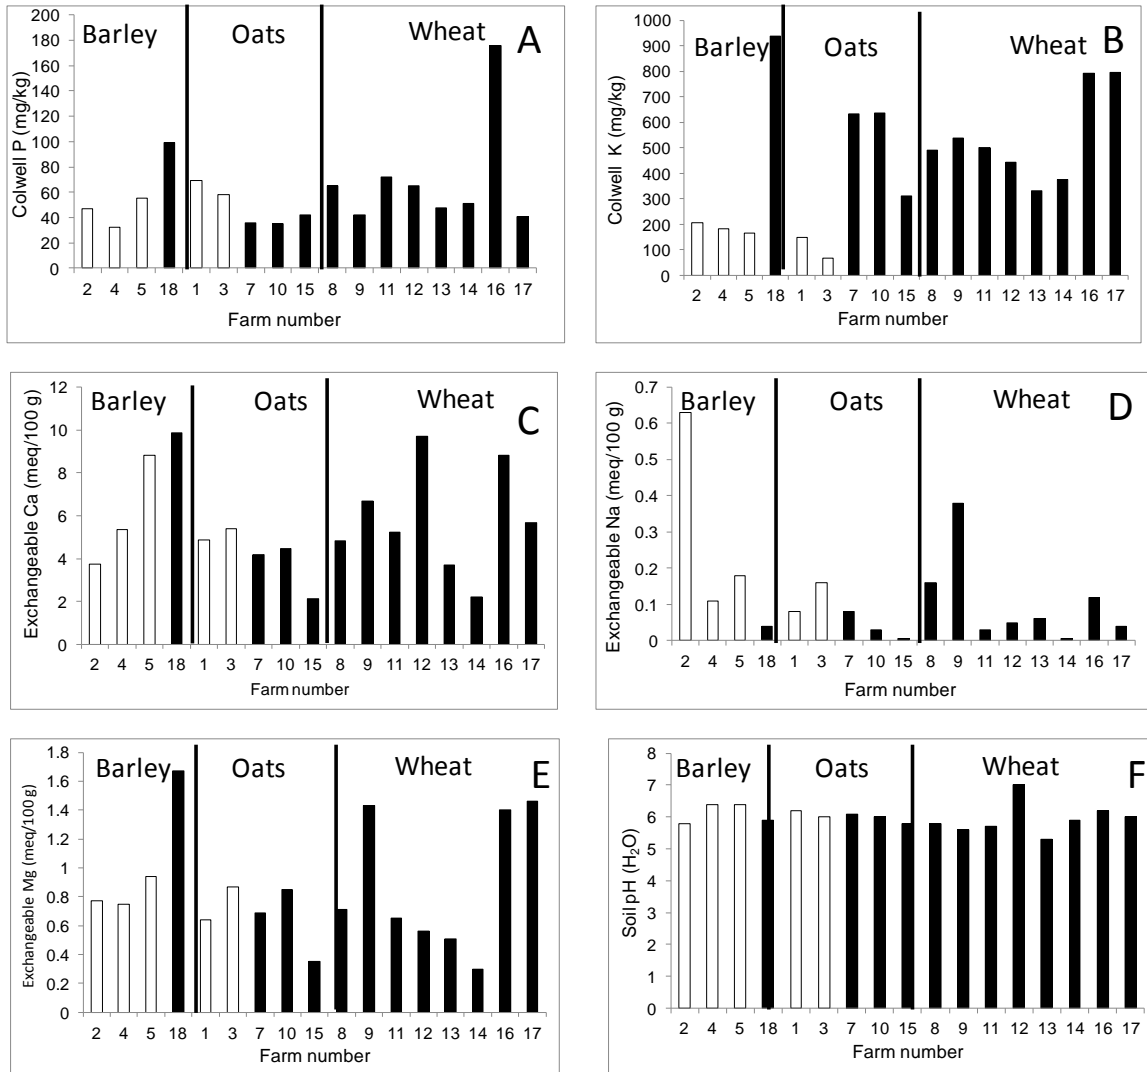 Barley Oats Wheat A
Colwell P (mg/kg)
200
180
160
140
120
100
80
60
40
20
0
2 4 5 18 1 3 7 10 15 8 9 11 12 13 14 16 17
Farm number
Barley Oats Wheat B
Colwell K (mg/kg)
1000
900
800
700
600
500
400
300
200
100
0
2 4 5 18 1 3 7 10 15 8 9 11 12 13 14 16 17
Farm number
Barley Oats Wheat C
Exchangeable Ca (meq/100 g)
12
10
8
6
4
2
0
2 4 5 18 1 3 7 10 15 8 9 11 12 13 14 16 17
Farm number
Barley Oats Wheat D
Exchangeable Na (meq/100 g)
0.7
0.6
0.5
0.4
0.3
0.2
0.1
0
2 4 5 18 1 3 7 10 15 8 9 11 12 13 14 16 17
Farm number
Barley Oats Wheat E
Exchangeable Mg (meq/100 g)
1.8
1.6
1.4
1.2
1
0.8
0.6
0.4
0.2
0
2 4 5 18 1 3 7 10 15 8 9 11 12 13 14 16 17
Farm number
Barley Oats Wheat F
Soil pH (H₂O)
8
7
6
5
4
3
2
1
0
2 4 5 18 1 3 7 10 15 8 9 11 12 13 14 16 17
Farm number